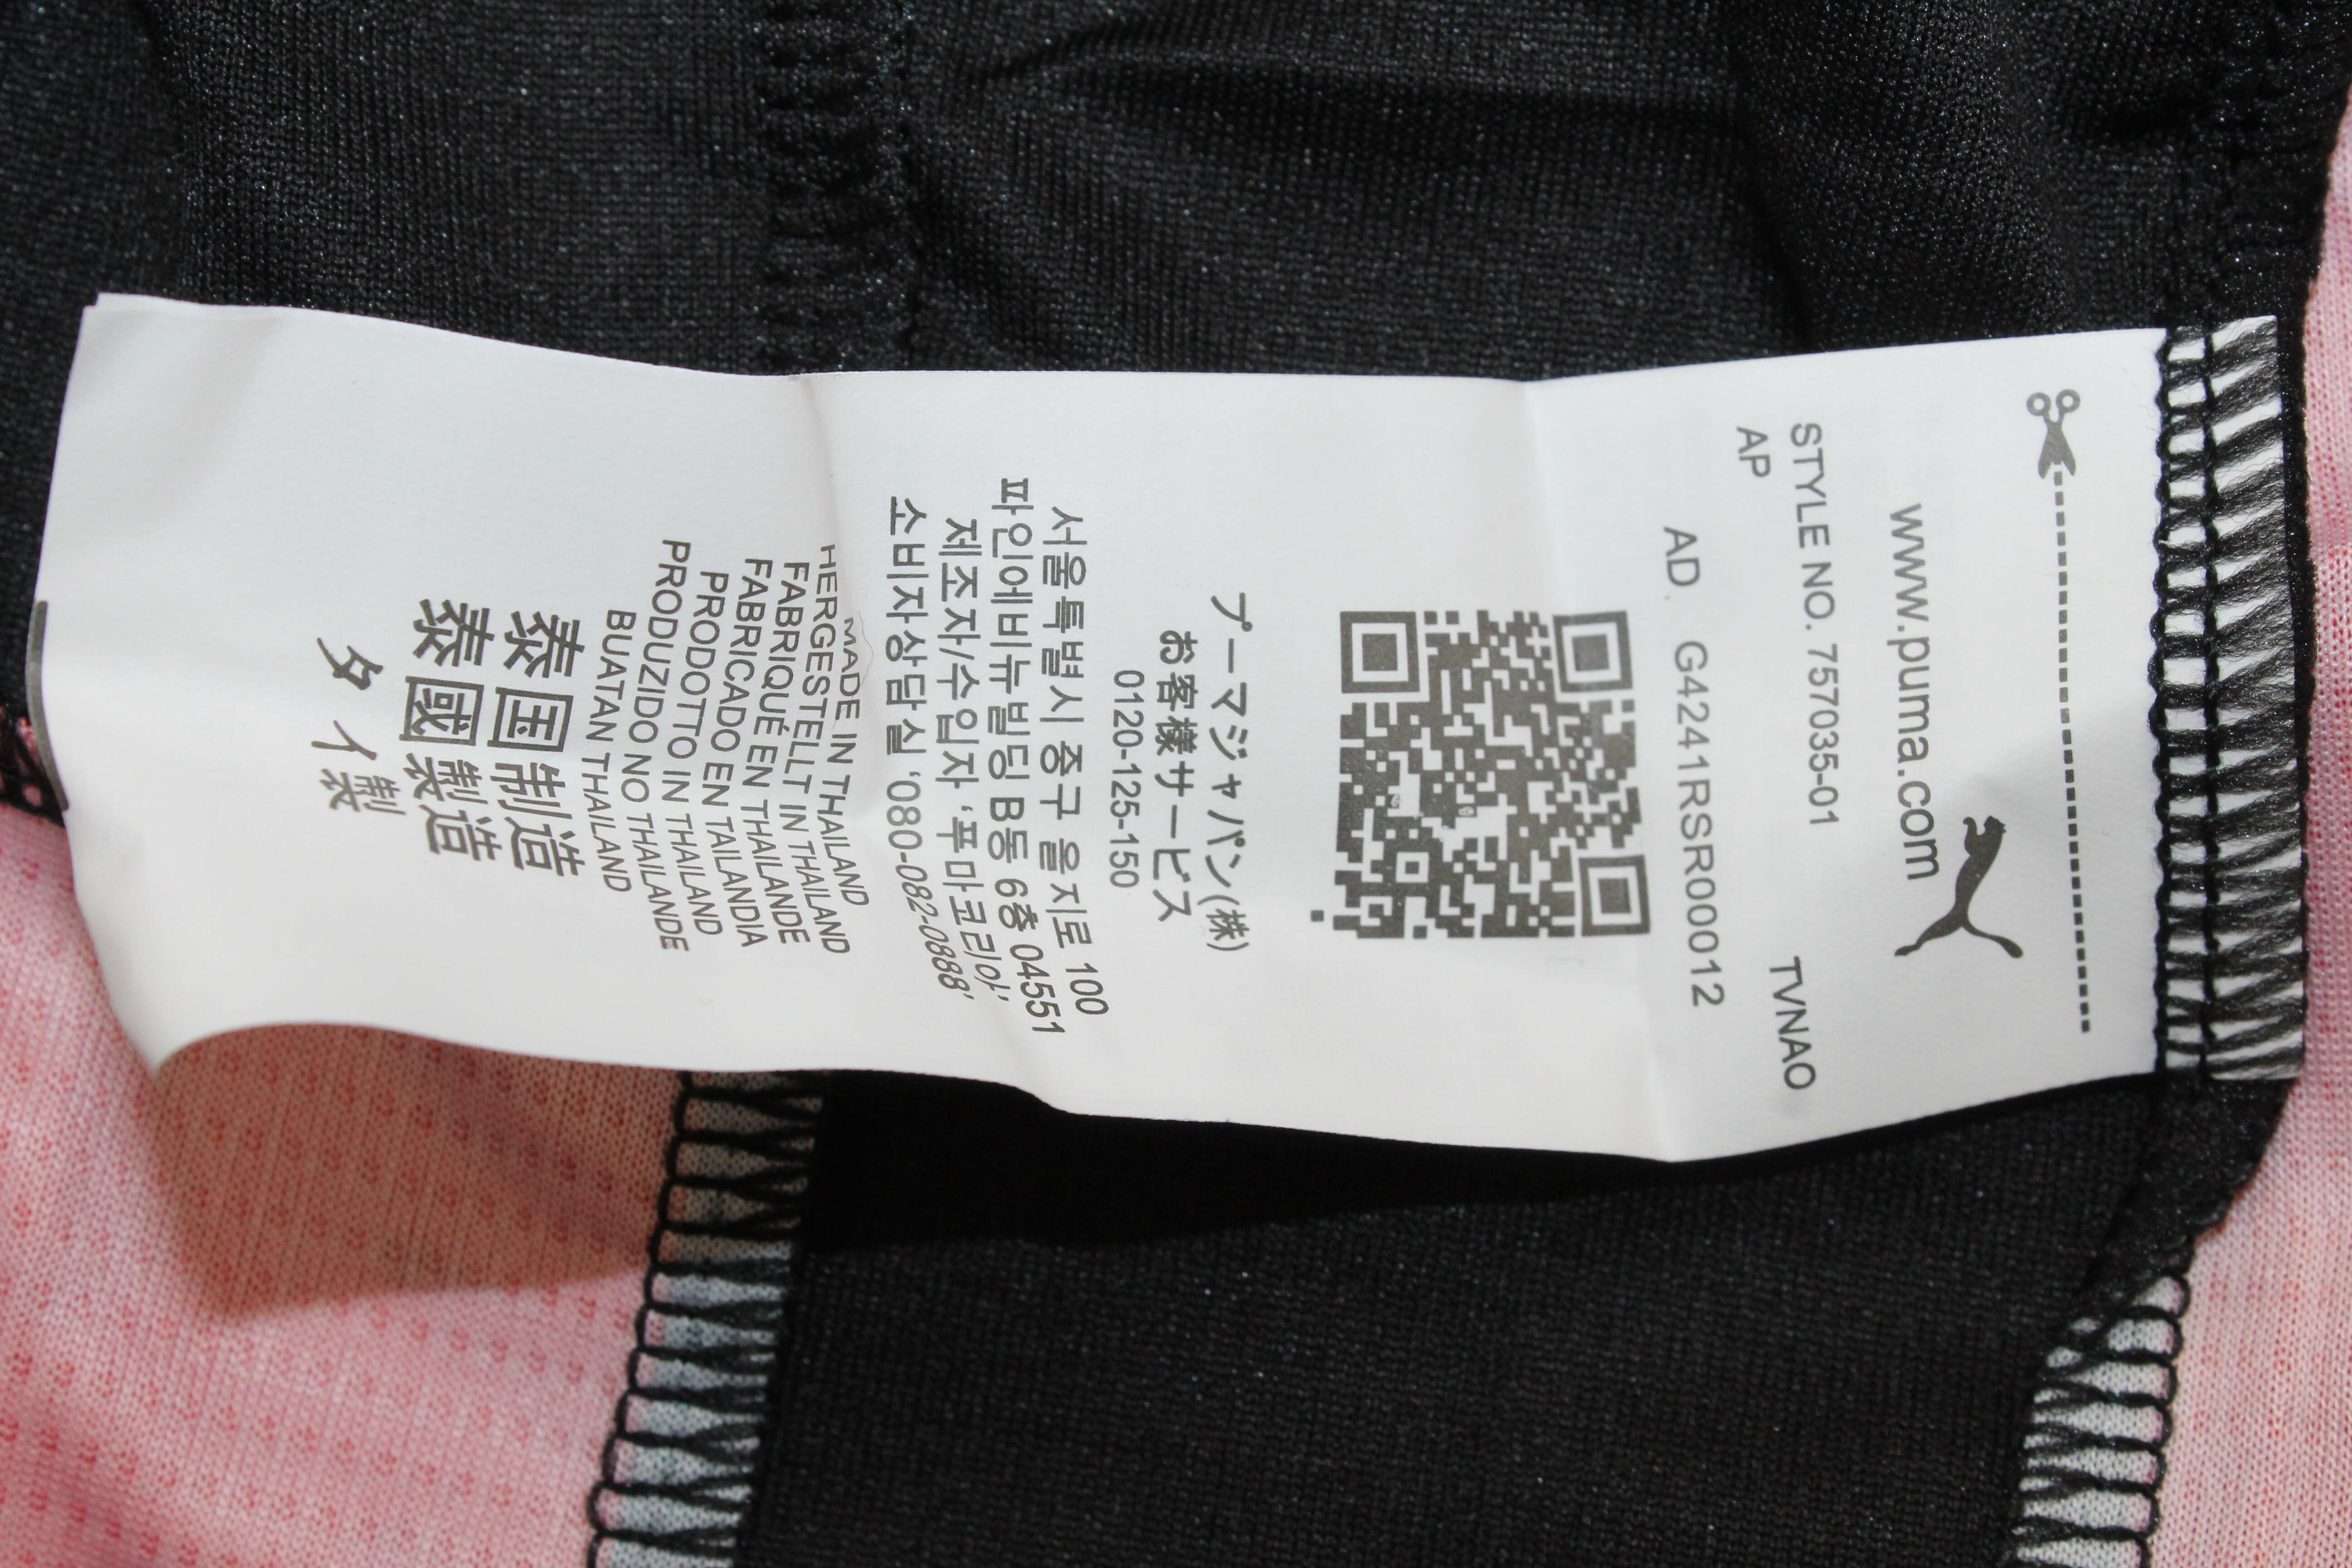 www.puma.com
STYLE NO. 757035-01
AP TVNAO
AD G4241RSR00012
プーマジャパン(株)
お客様サービス
0120-125-150
서울특별시 중구 을지로 100
파인에비뉴빌딩 B동 6층 04551
제조자/수입자 '푸마코리아'
소비자상담실 '080-082-0888'
MADE IN THAILAND
HERGESTELLT IN THAILAND
FABRIQUÉ EN THAILANDE
FABRICADO EN TAILANDIA
PRODOTTO IN THAILAND
PRODUZIDO NO THAILANDE
BUATAN THAILAND
泰国制造
泰國製造
タイ製